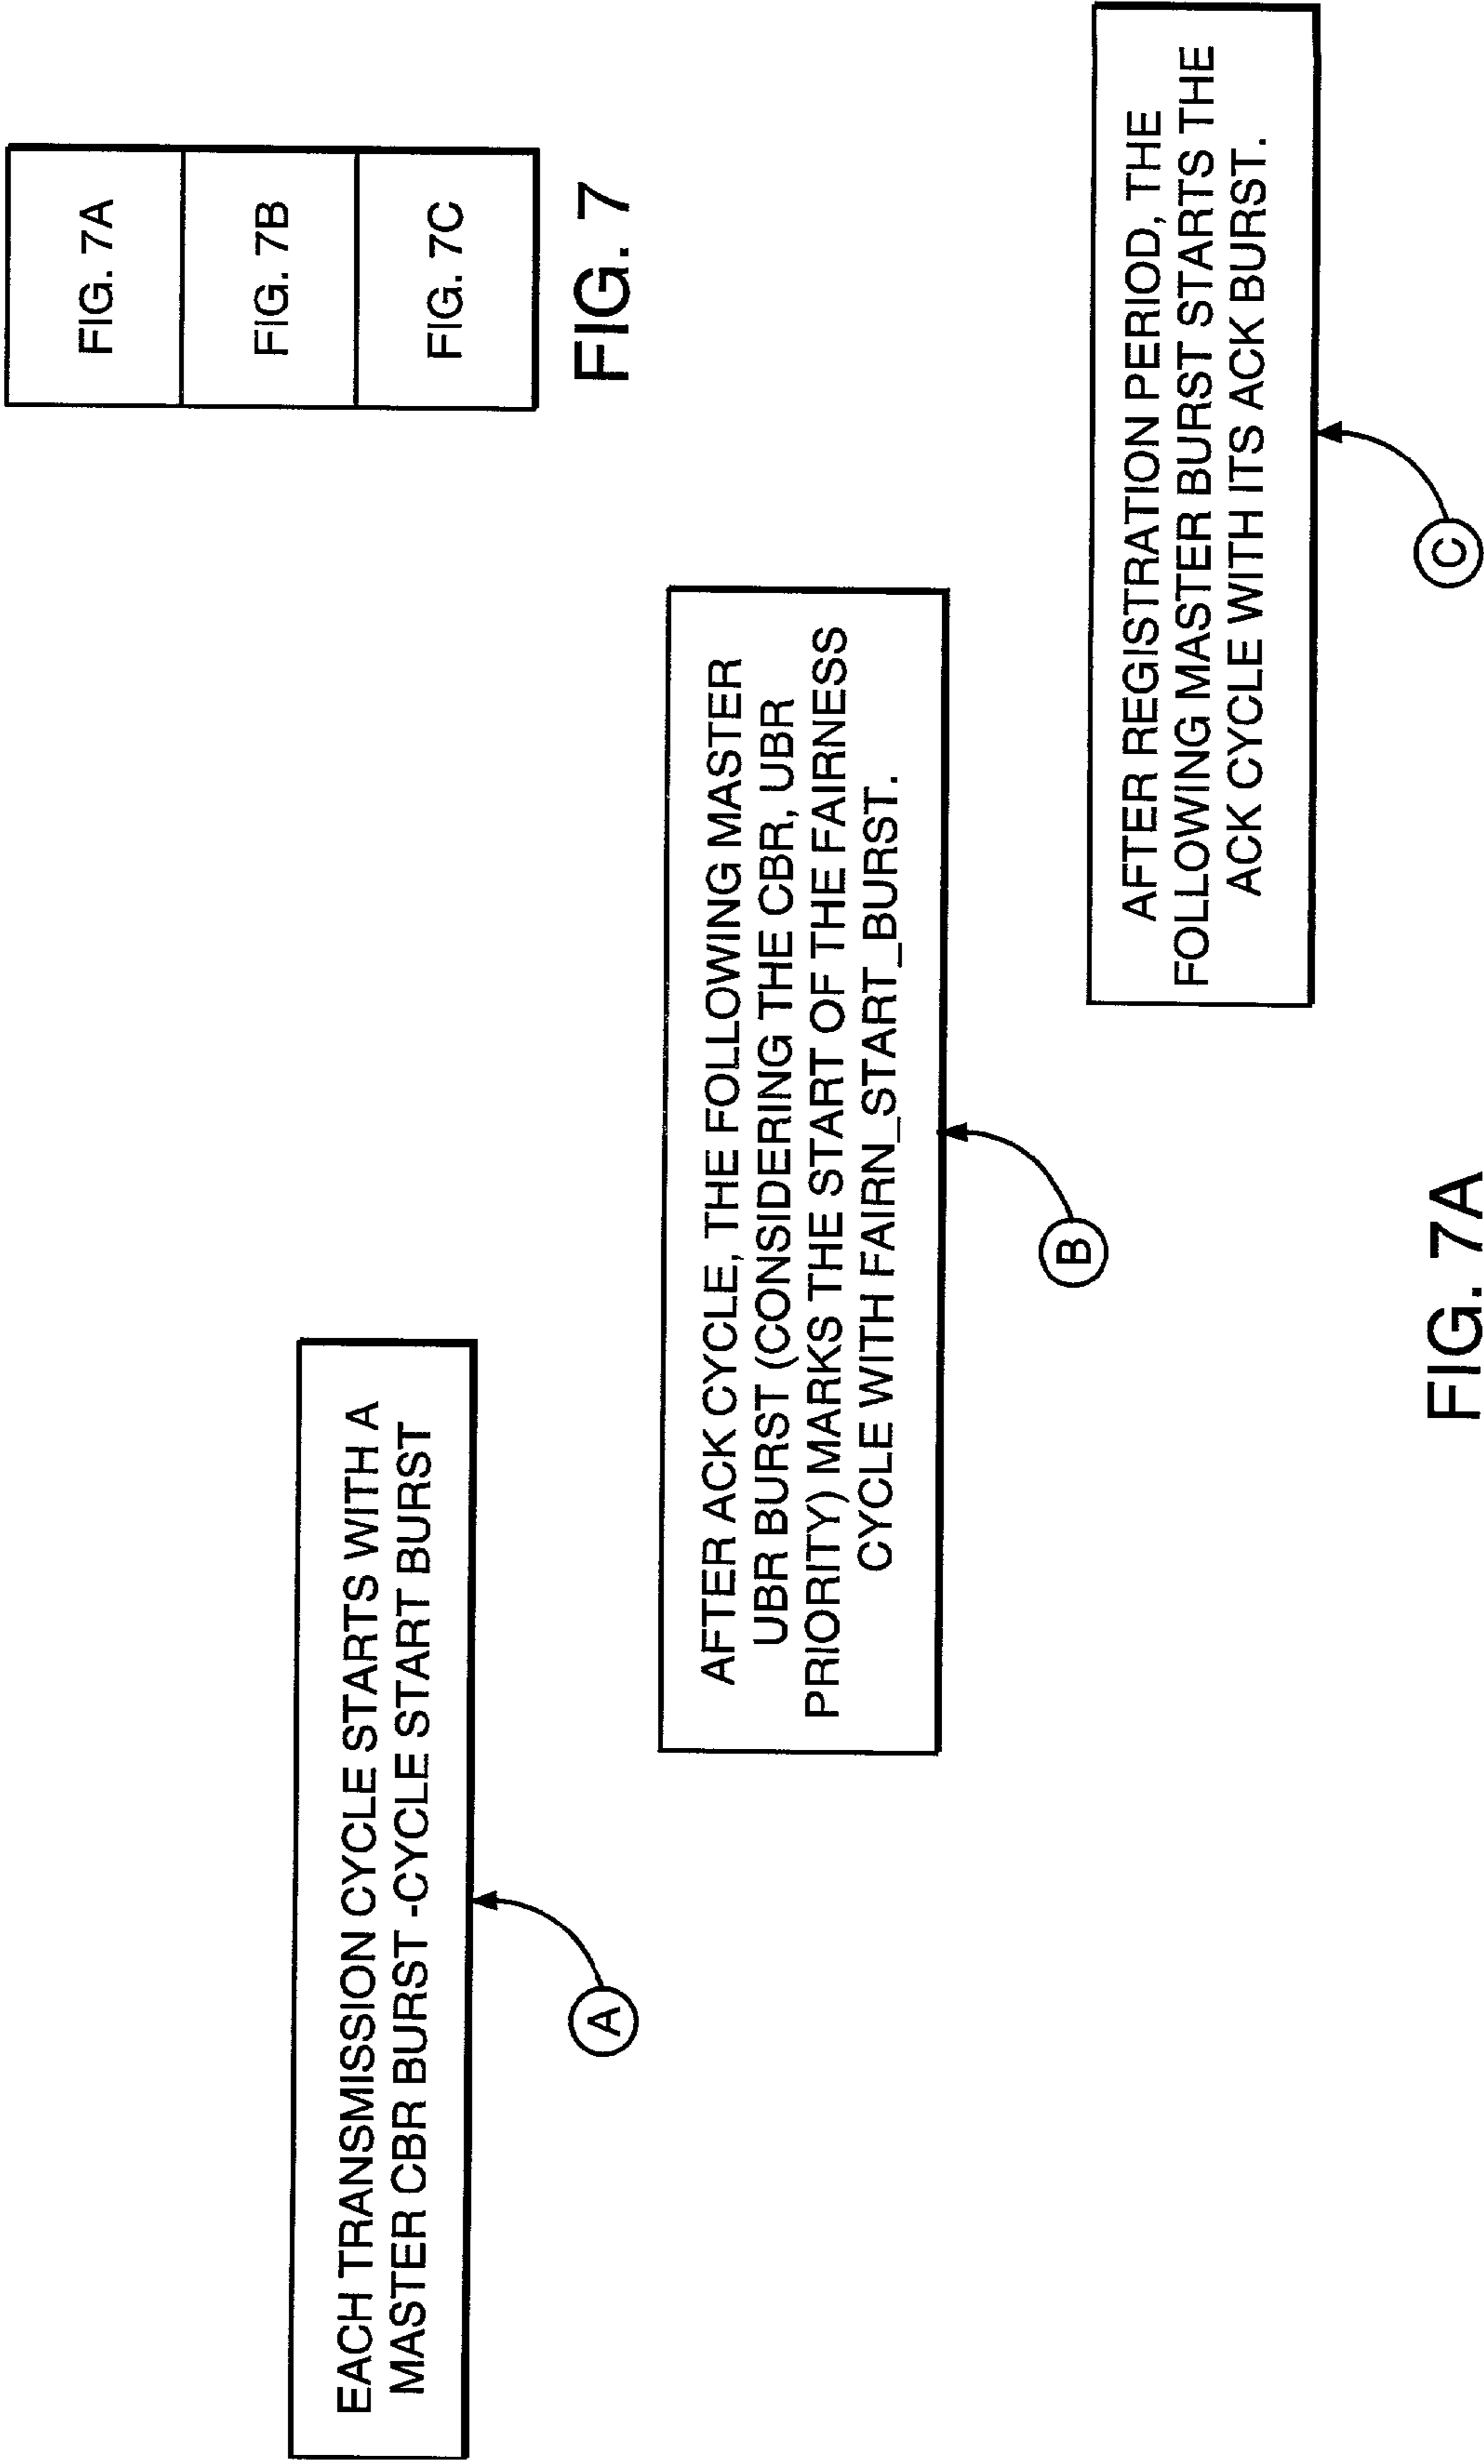 FIG. 7A
FIG. 7B
FIG. 7C
FIG. 7
EACH TRANSMISSION CYCLE STARTS WITH A
MASTER CBR BURST -CYCLE START BURST
A
AFTER ACK CYCLE, THE FOLLOWING MASTER
UBR BURST (CONSIDERING THE CBR, UBR
PRIORITY) MARKS THE START OF THE FAIRNESS
CYCLE WITH FAIRN_START_BURST.
B
AFTER REGISTRATION PERIOD, THE
FOLLOWING MASTER BURST STARTS THE
ACK CYCLE WITH ITS ACK BURST.
C
FIG. 7A